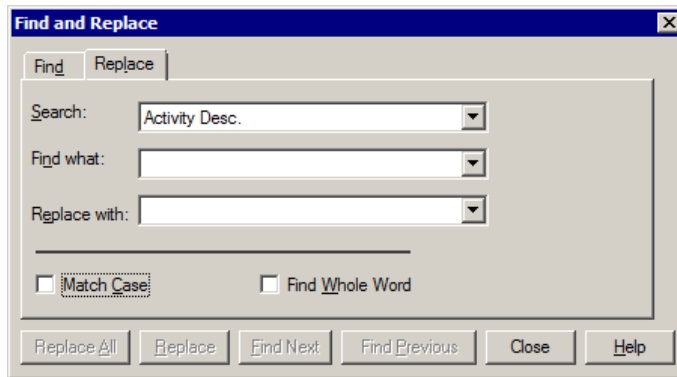 Find and Replace
Find Replace
Search: Activity Desc.
Find what:
Replace with:
Match Case Find Whole Word
Replace All Replace Find Next Find Previous Close Help